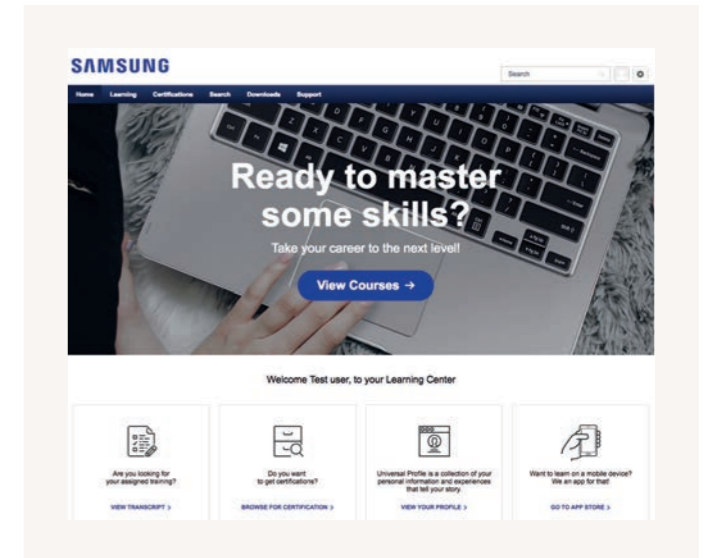 SAMSUNG
Search
Home Learning Certifications Search Downloads Support
Ready to master
some skills?
Take your career to the next level!
View Courses →
Welcome Test user, to your Learning Center
Are you looking for
your assigned training?
VIEW TRANSCRIPT >
Do you want
to get certifications?
BROWSE FOR CERTIFICATION >
Universal Profile is a collection of your
personal information and experiences
that tell your story.
VIEW YOUR PROFILE >
Want to learn on a mobile device?
We an app for that!
GO TO APP STORE >